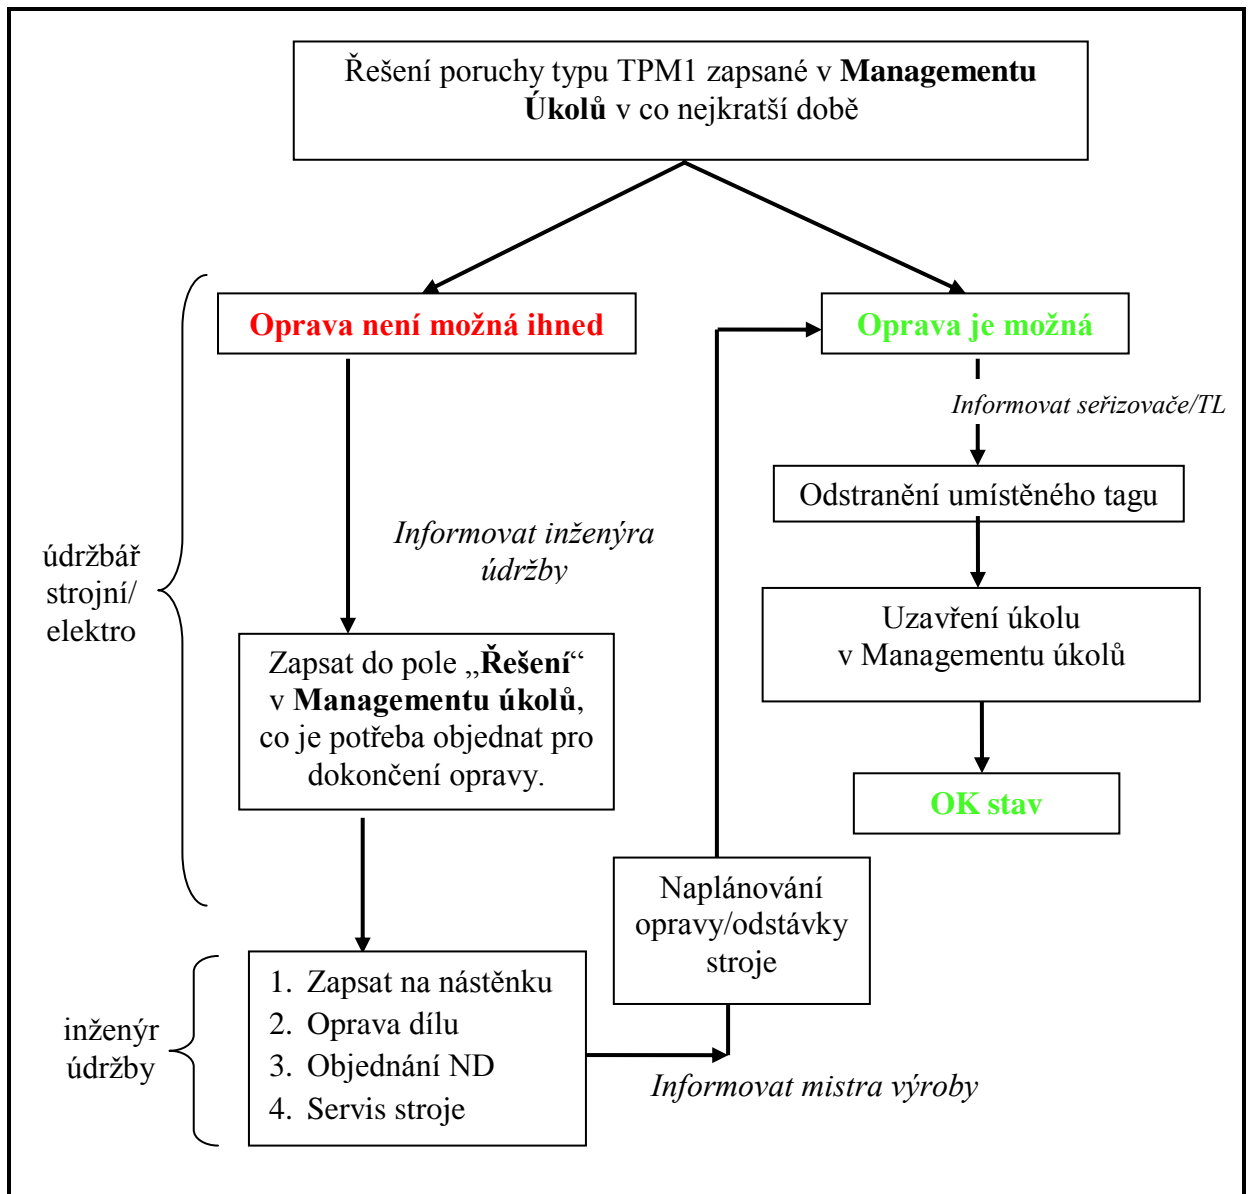 Řešení poruchy typu TPM1 zapsané v Managementu
Úkolů v co nejkratší době
Oprava není možná ihned
Oprava je možná
Informovat seřizovače/TL
Odstranění umístěného tagu
Informovat inženýra
údržby
údržbář
strojní/
elektro
Uzavření úkolu
v Managementu úkolů
Zapsat do pole „Řešení“
v Managementu úkolů,
co je potřeba objednat pro
dokončení opravy.
OK stav
Naplánování
opravy/odstávky
stroje
inženýr
údržby
1. Zapsat na nástěnku
2. Oprava dílu
3. Objednání ND
4. Servis stroje
Informovat mistra výroby